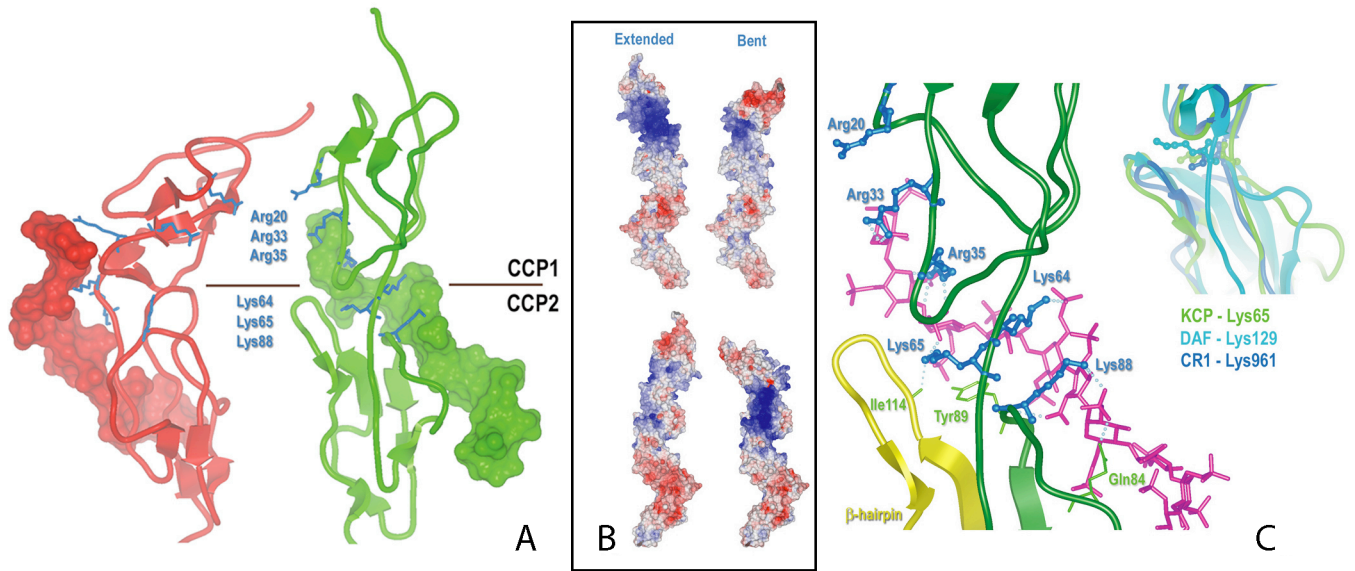 Arg20
Arg33
Arg35
CCP1
CCP2
Lys64
Lys65
Lys88
A
Extended
Bent
B
Arg20
Arg33
Arg35
Lys64
Lys65
Lys88
Ile114
Tyr89
Gln84
β-hairpin
KCP - Lys65
DAF - Lys129
CR1 - Lys961
C